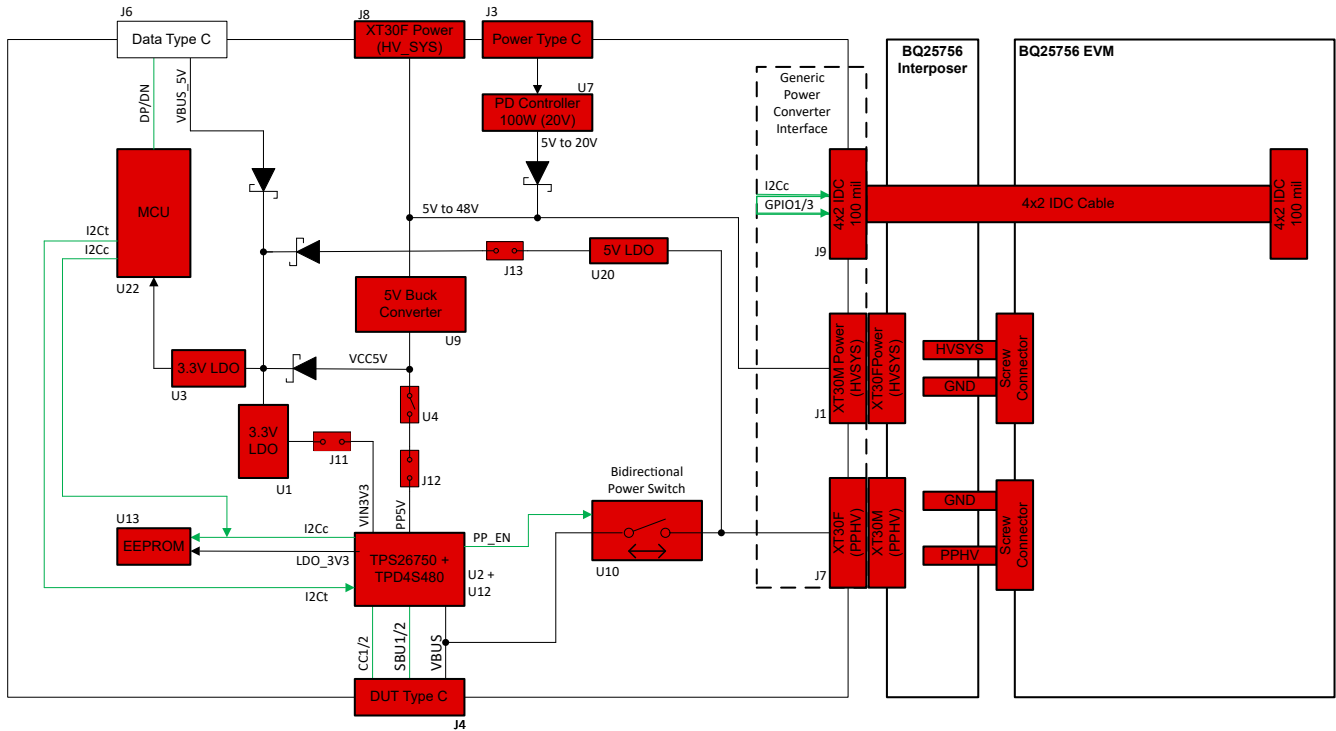 J6
Data Type C
J8
XT30F Power
(HV_SYS)
J3
Power Type C
DP/DN
VBUS_5V
U7
PD Controller
100W (20V)
5V to 20V
Generic
Power
Converter
Interface
BQ25756
Interposer
BQ25756 EVM
MCU
U22
I2Ct
I2Cc
5V to 48V
I2Cc
GPIO1/3
4x2 IDC
100 mil
J9
4x2 IDC Cable
4x2 IDC
100 mil
J13
5V LDO
U20
5V Buck
Converter
U9
3.3V LDO
U3
VCC5V
3.3V
LDO
U1
J11
U4
J12
VIN3V3
PP5V
XT30M Power
(HVSYS)
J1
XT30FPower
(HVSYS)
HVSYS
GND
Screw
Connector
Bidirectional
Power Switch
U10
U13
EEPROM
I2Cc
LDO_3V3
I2Ct
TPS26750 +
TPD4S480
U2 +
U12
PP_EN
XT30F
(PPHV)
J7
XT30M
(PPHV)
GND
PPHV
Screw
Connector
CC1/2
SBU1/2
VBUS
DUT Type C
J4